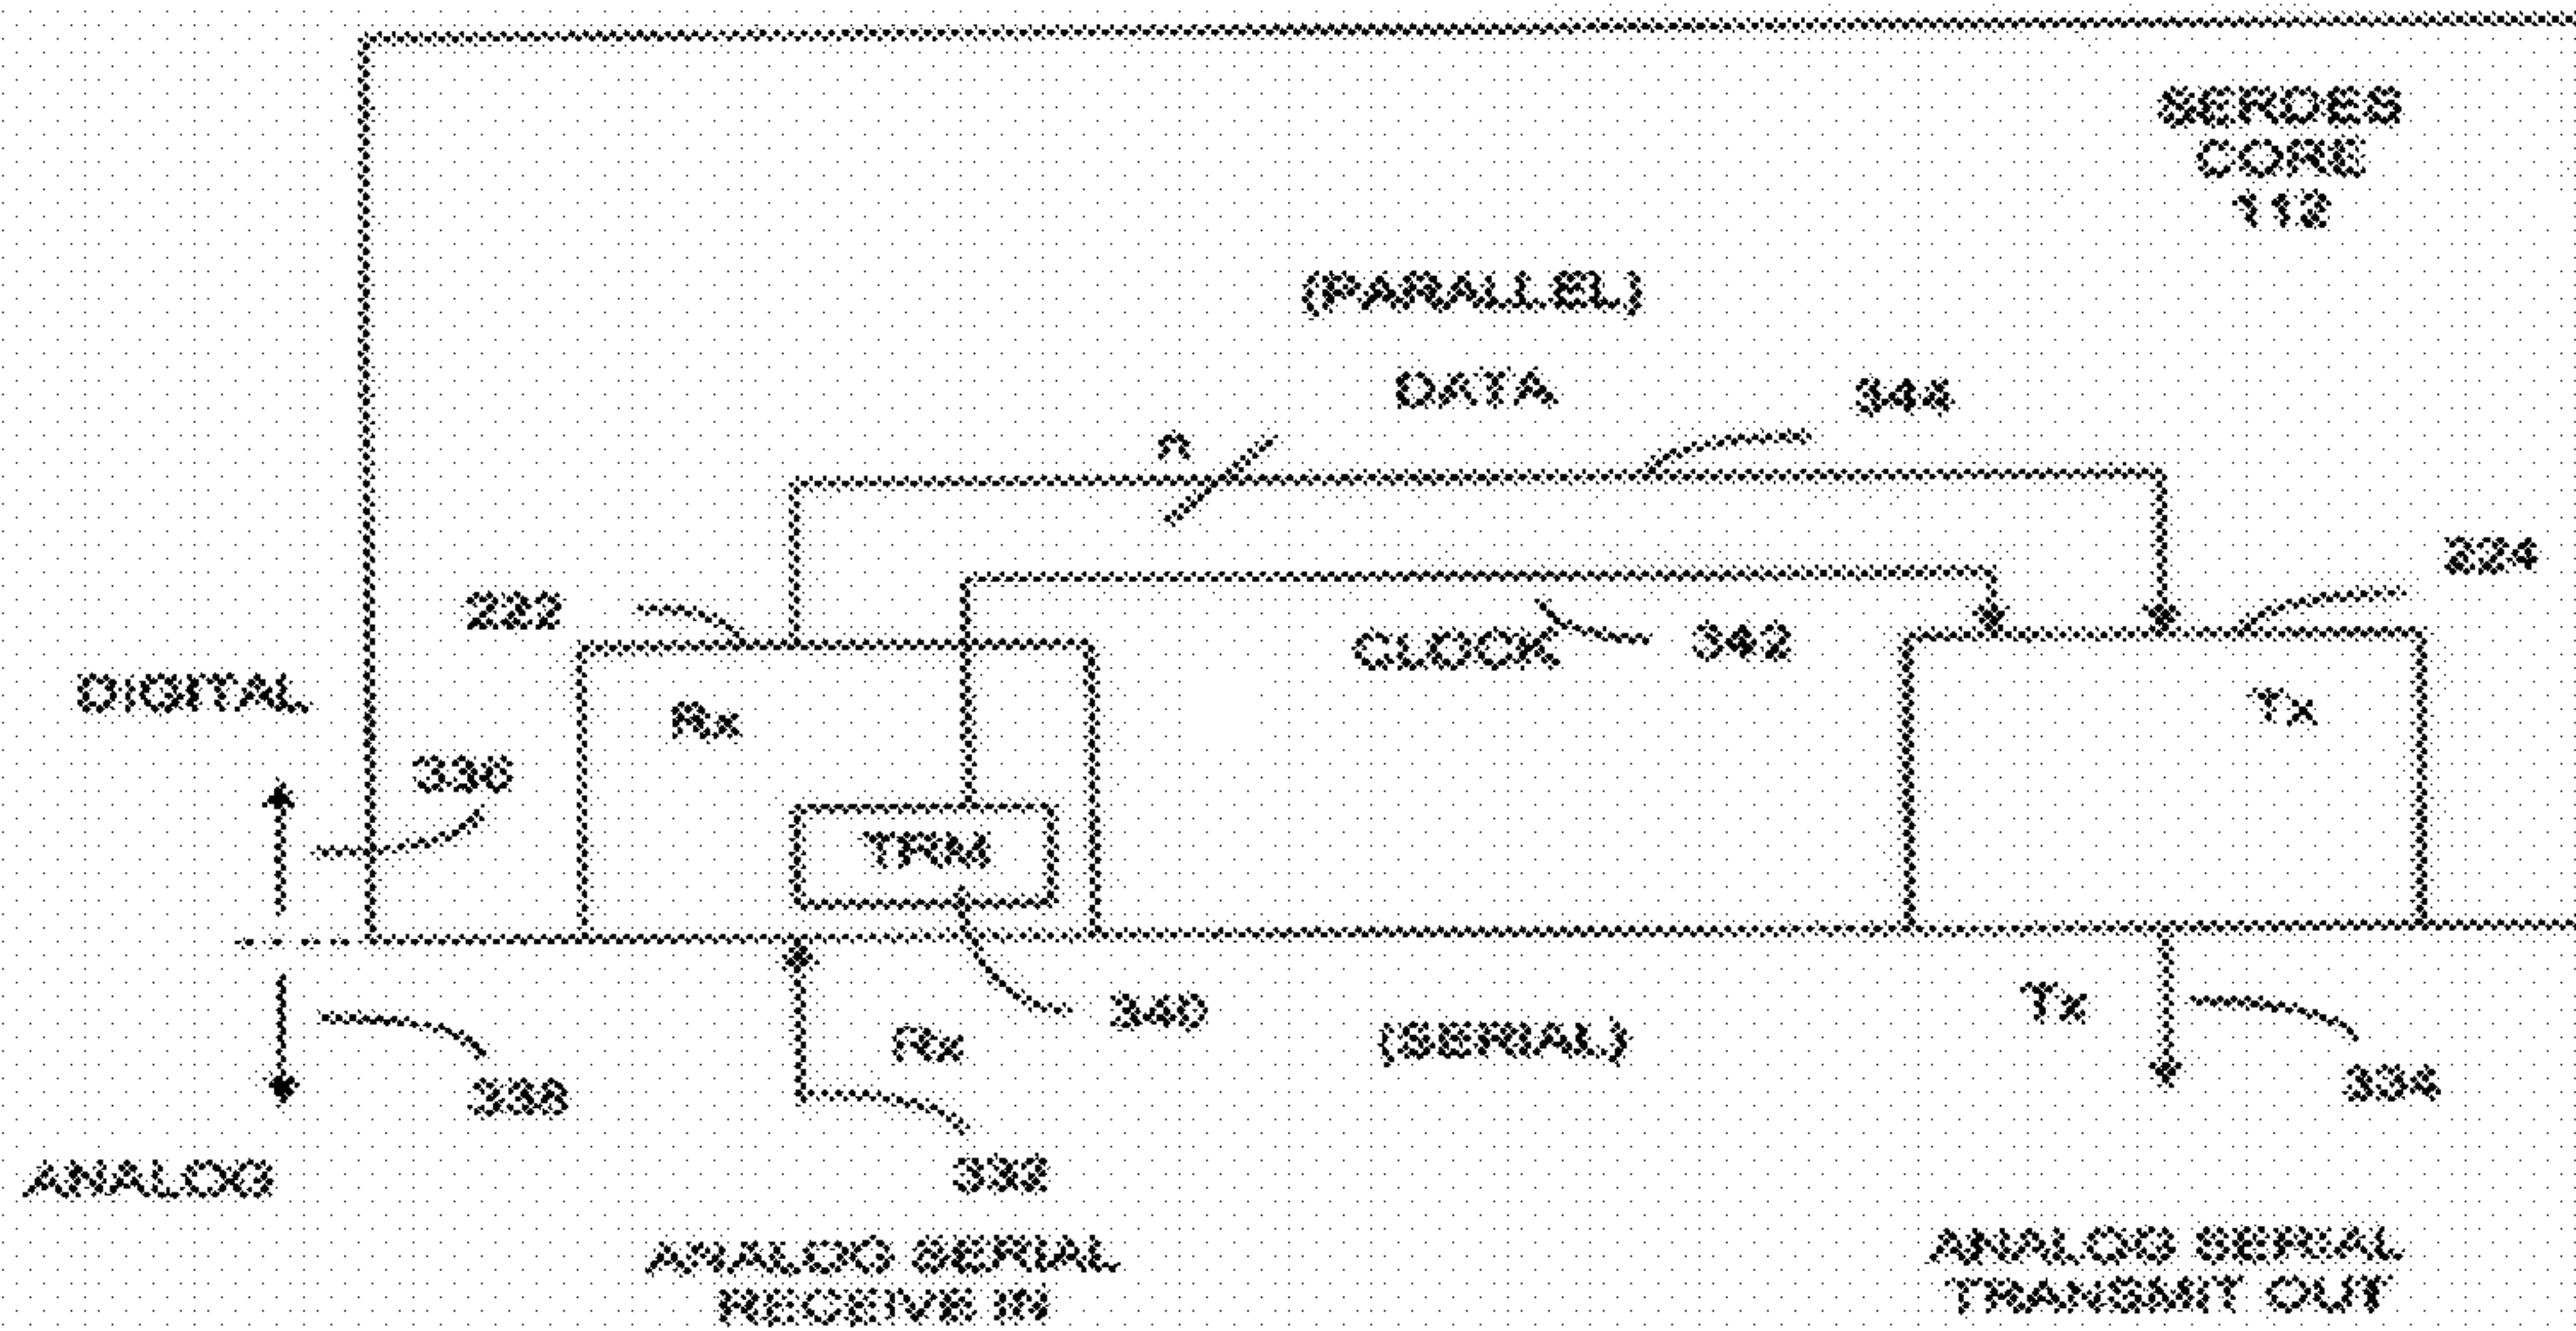 SERDES
CORE
112
(PARALLEL)
DATA
344
n
224
222
CLOCK
342
DIGITAL
Rx
Tx
336
TRM
340
Rx
(SERIAL)
Tx
338
334
ANALOG
332
ANALOG SERIAL
RECEIVE IN
ANALOG SERIAL
TRANSMIT OUT